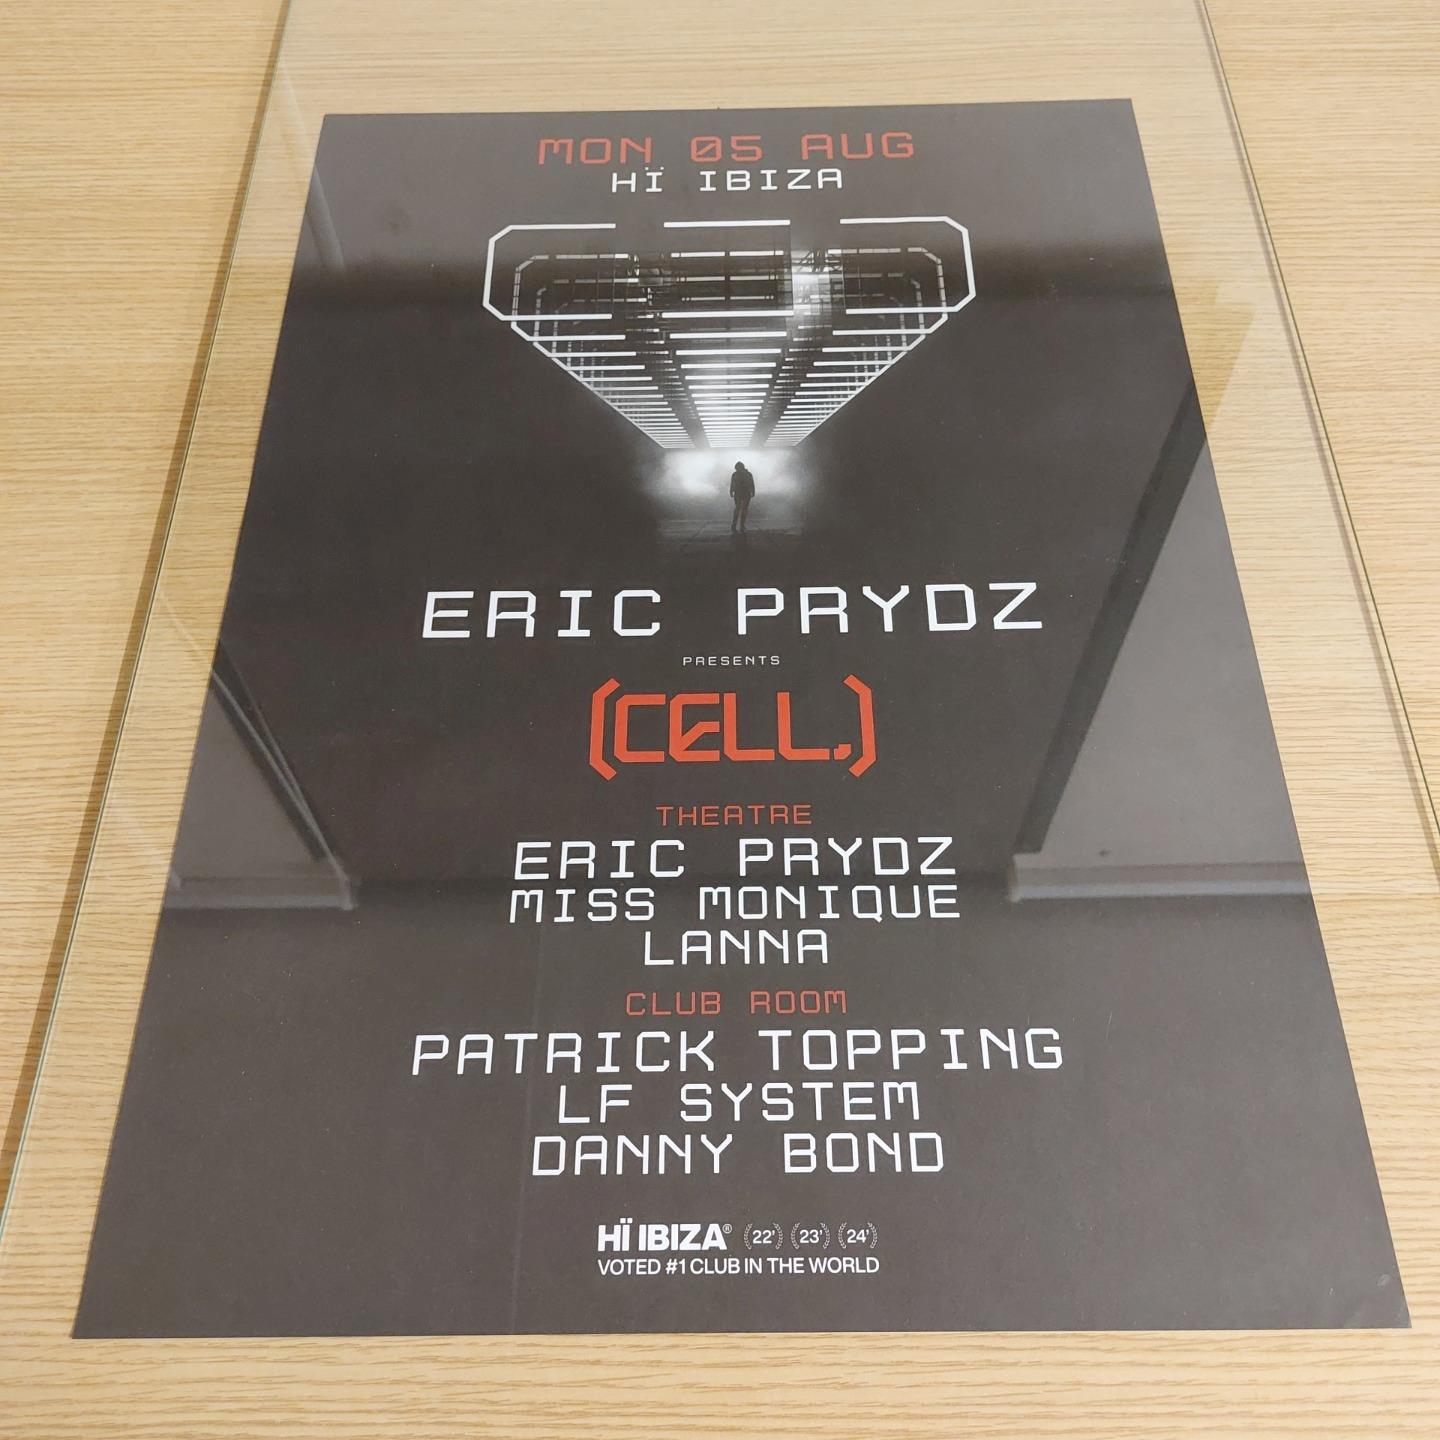 MON 05 AUG
HÏ IBIZA
ERIC PRYDZ
PRESENTS
[CELL.]
THEATRE
ERIC PRYDZ
MISS MONIQUE
LANNA
CLUB ROOM
PATRICK TOPPING
LF SYSTEM
DANNY BOND
HÏ IBIZA® 22' 23' 24'
VOTED #1 CLUB IN THE WORLD